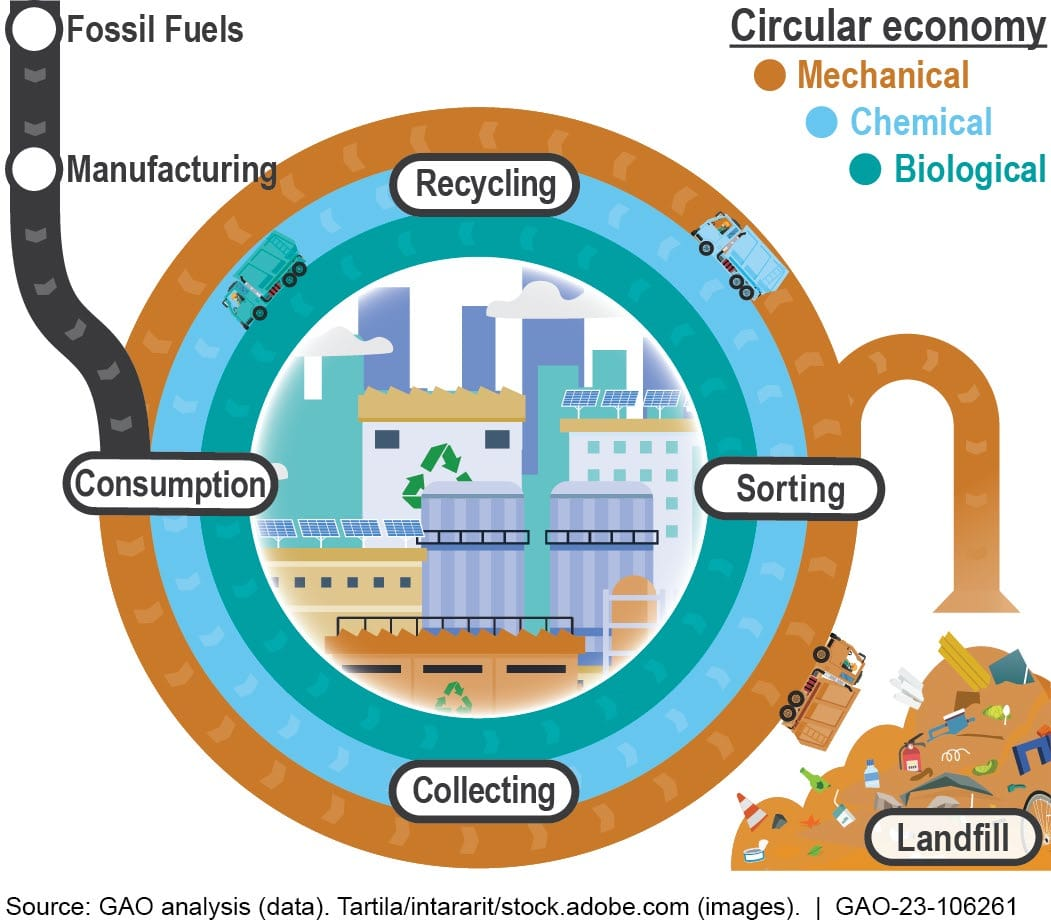 Fossil Fuels
Circular economy
Mechanical
Chemical
Biological
Manufacturing
Recycling
Consumption
Sorting
Collecting
Landfill
Source: GAO analysis (data). Tartila/intararit/stock.adobe.com (images). | GAO-23-106261